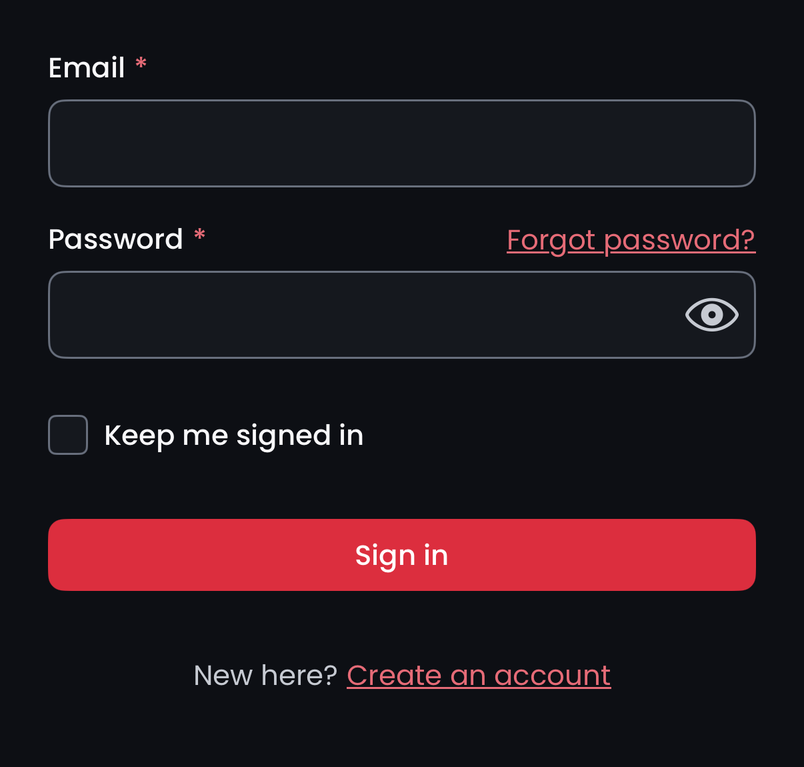 Email *
Password * Forgot password?
Keep me signed in
Sign in
New here? Create an account